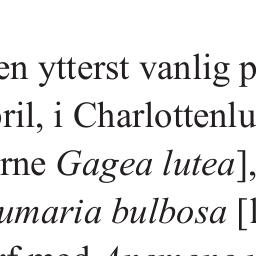 en ytterst vanlig p
ril, i Charlottenlu
rne Gagea lutea],
umaria bulbosa [